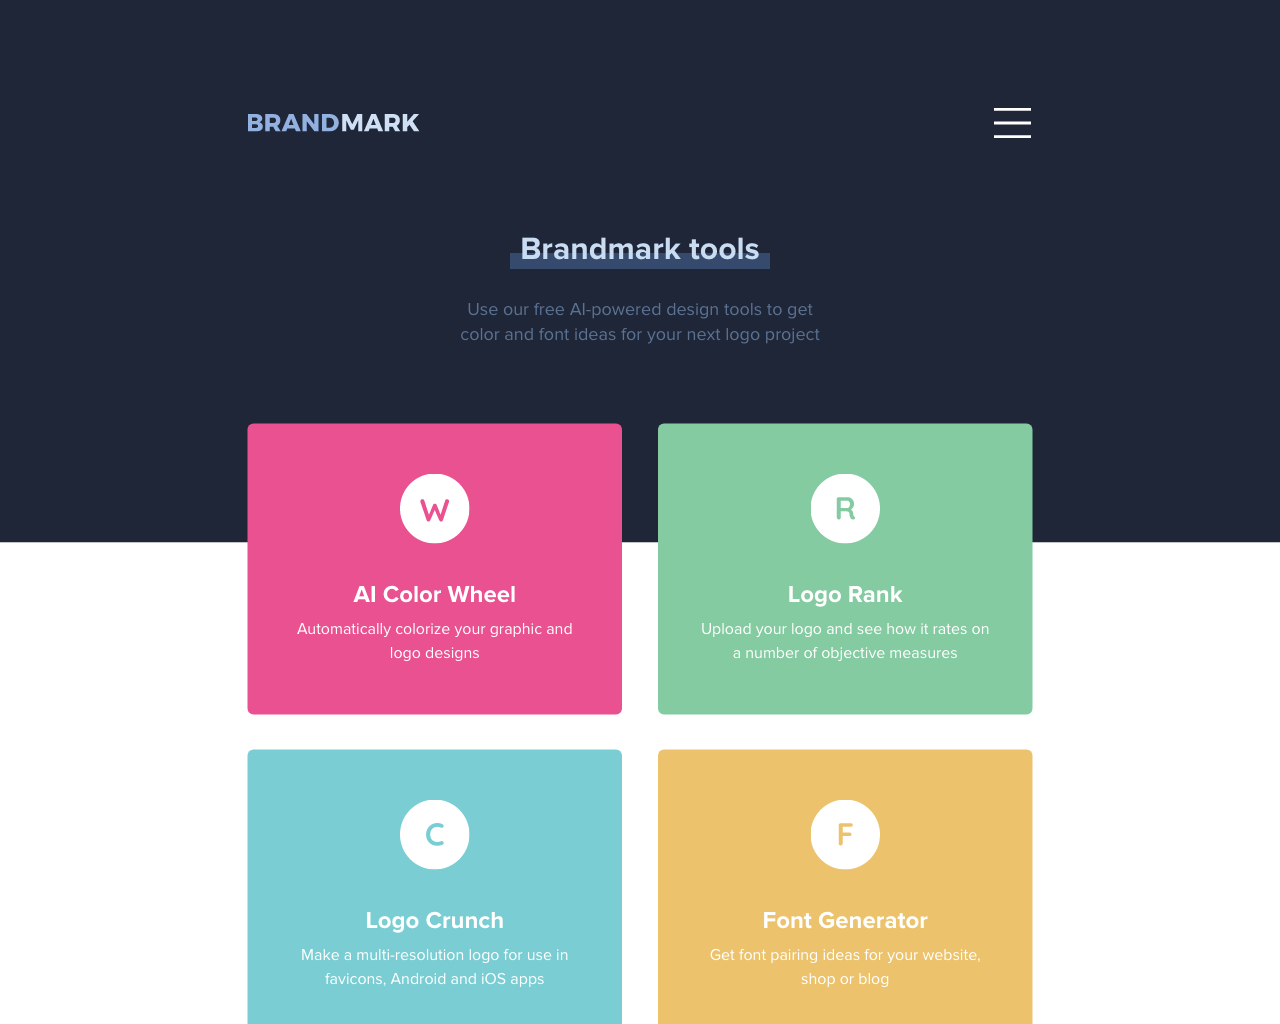 BRANDMARK
Brandmark tools
Use our free AI-powered design tools to get
color and font ideas for your next logo project
W
AI Color Wheel
Automatically colorize your graphic and
logo designs
R
Logo Rank
Upload your logo and see how it rates on
a number of objective measures
C
Logo Crunch
Make a multi-resolution logo for use in
favicons, Android and iOS apps
F
Font Generator
Get font pairing ideas for your website,
shop or blog